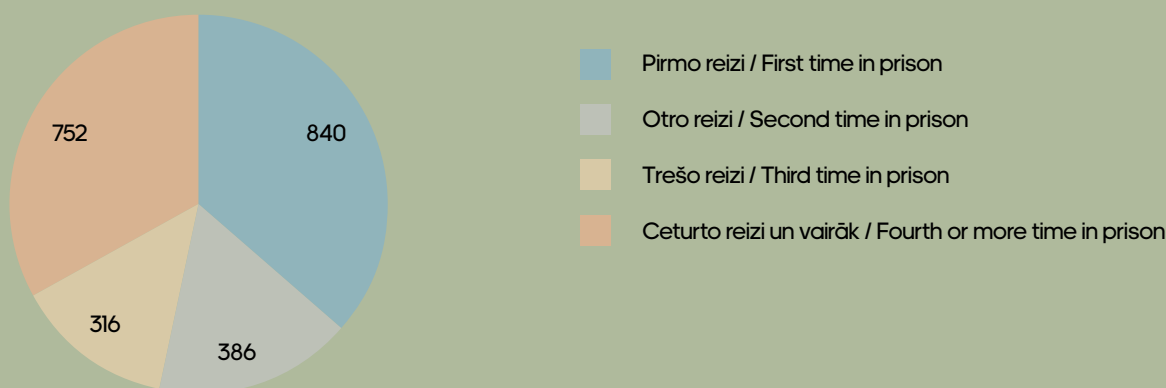 752
840
316
386
Pirmo reizi / First time in prison
Otro reizi / Second time in prison
Trešo reizi / Third time in prison
Ceturto reizi un vairāk / Fourth or more time in prison